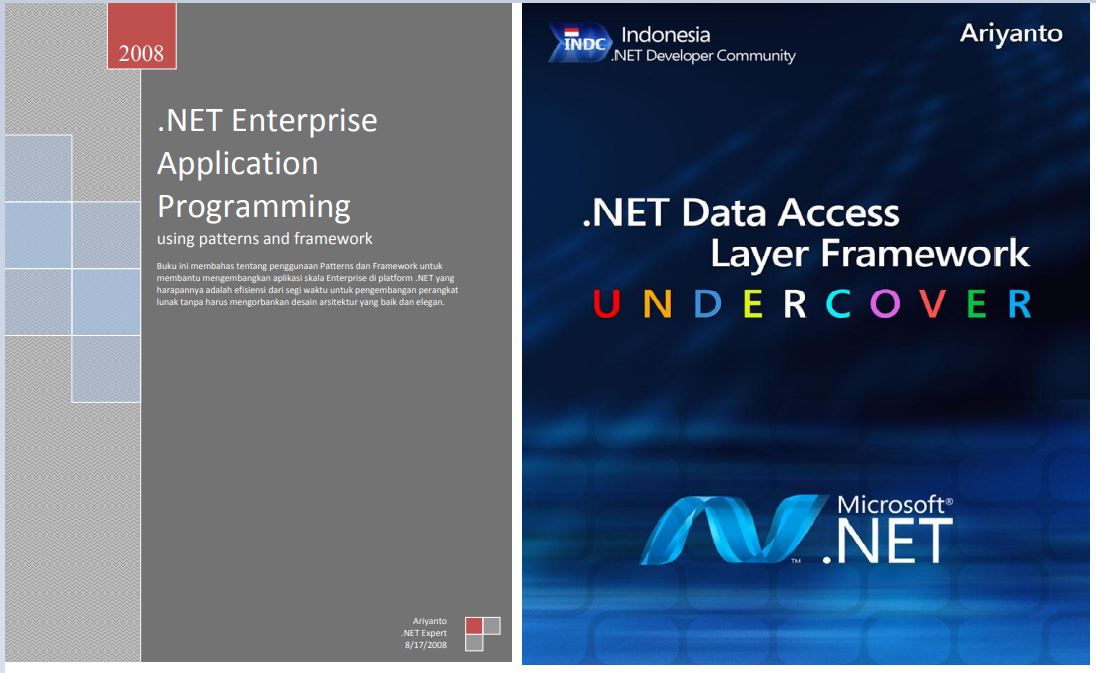 2008
.NET Enterprise
Application
Programming
using patterns and framework
Buku ini membahas tentang penggunaan Patterns dan Framework untuk
membantu mengembangkan aplikasi skala Enterprise di platform .NET yang
harapannya adalah efisiensi dari segi waktu untuk pengembangan perangkat
lunak tanpa harus mengorbankan desain arsitektur yang baik dan elegan.
Ariyanto
.NET Expert
8/17/2008
INDC
Indonesia
.NET Developer Community
Ariyanto
.NET Data Access
Layer Framework
UNDERCOVER
Microsoft®
.NET
™